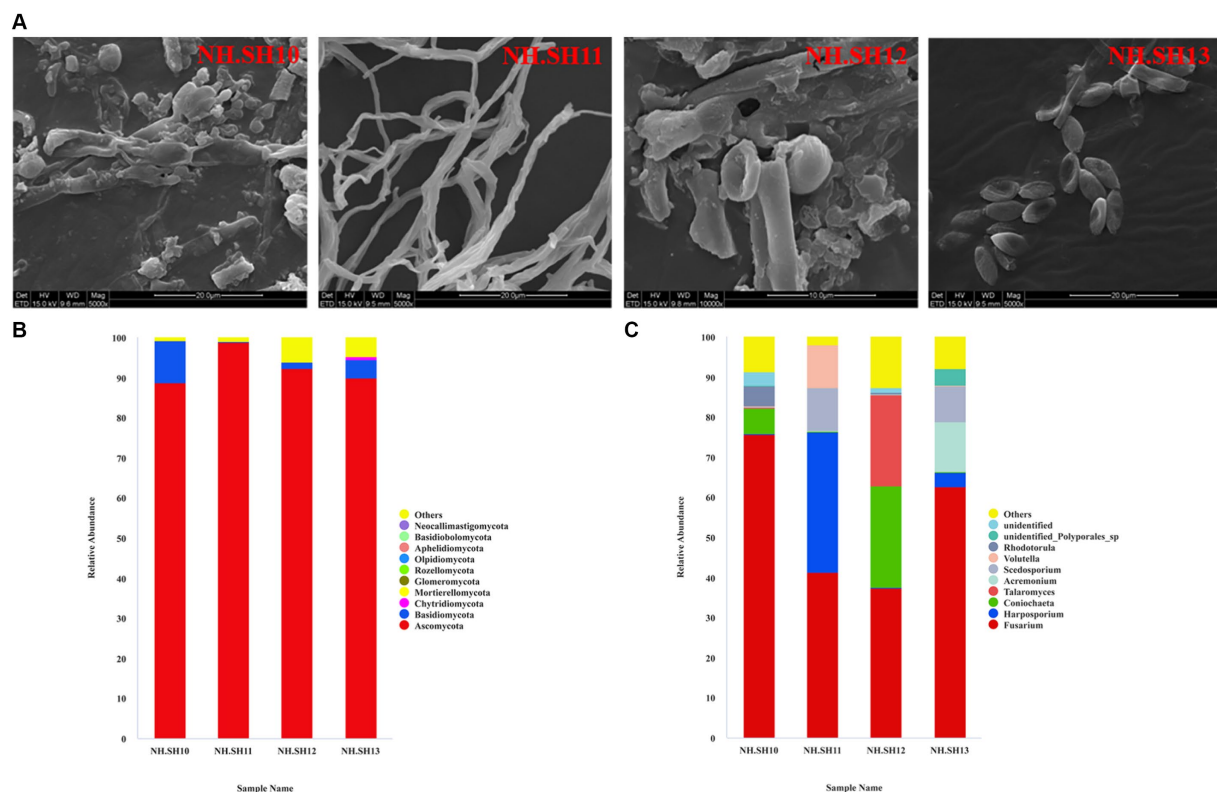 A
NH.SH10
NH.SH11
NH.SH12
NH.SH13
Det HV WD Mag
ETD 15.0 kV 9.6 mm 5000x
20.0μm
Det HV WD Mag
ETD 15.0 kV 9.5 mm 5000x
20.0μm
Det HV WD Mag
ETD 15.0 kV 9.8 mm 10000x
10.0μm
Det HV WD Mag
ETD 15.0 kV 9.5 mm 5000x
20.0μm
B
Relative Abundance
100
90
80
70
60
50
40
30
20
10
0
NH.SH10 NH.SH11 NH.SH12 NH.SH13
Sample Name
Others
Neocallimastigomycota
Basidiobolomycota
Aphelidiomycota
Olpidiomycota
Rozellomycota
Glomeromycota
Mortierellomycota
Chytridiomycota
Basidiomycota
Ascomycota
C
Relative Abundance
100
90
80
70
60
50
40
30
20
10
0
NH.SH10 NH.SH11 NH.SH12 NH.SH13
Sample Name
Others
unidentified
unidentified_Polyporales_sp
Rhodotorula
Volutella
Scedosporium
Acremonium
Talaromyces
Coniochaeta
Harposporium
Fusarium